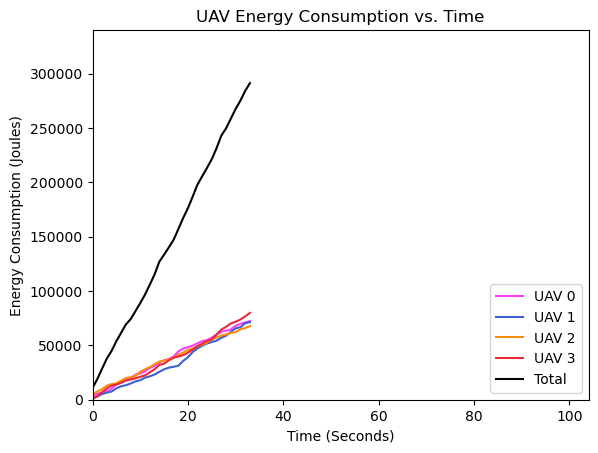 UAV Energy Consumption vs. Time
Energy Consumption (Joules)
300000
250000
200000
150000
100000
50000
0
0 20 40 60 80 100
Time (Seconds)
UAV 0
UAV 1
UAV 2
UAV 3
Total